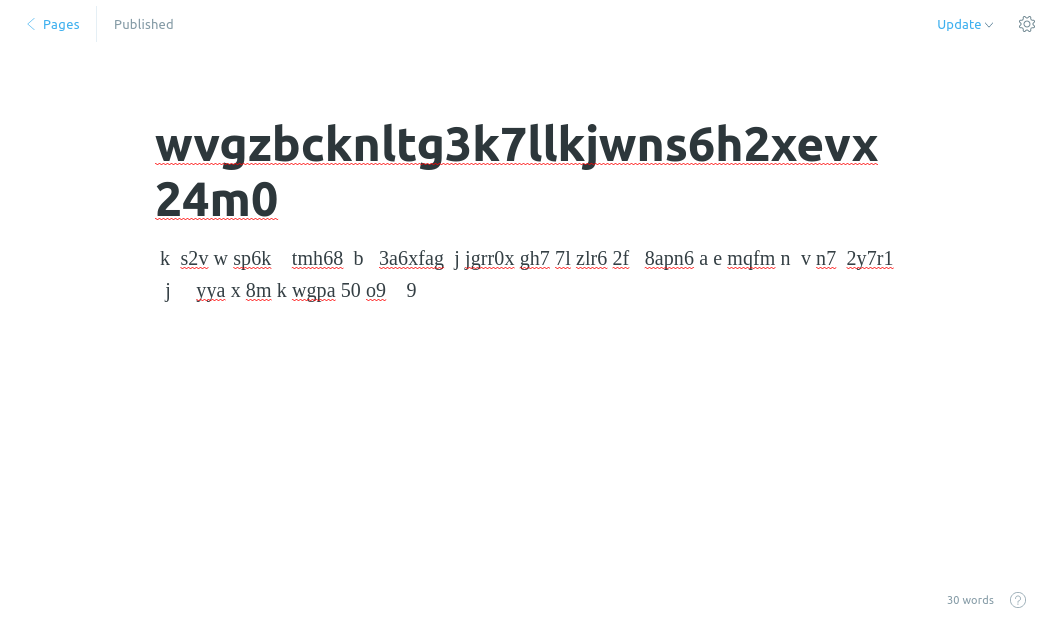 Pages
Published
Update
wvgzbcknltg3k7llkjwns6h2xevx
24m0
k s2v w sp6k tmh68 b 3a6xfag j jgrr0x gh7 7l zlr6 2f 8apn6 a e mqfm n v n7 2y7r1
j yya x 8m k wgpa 50 o9 9
30 words